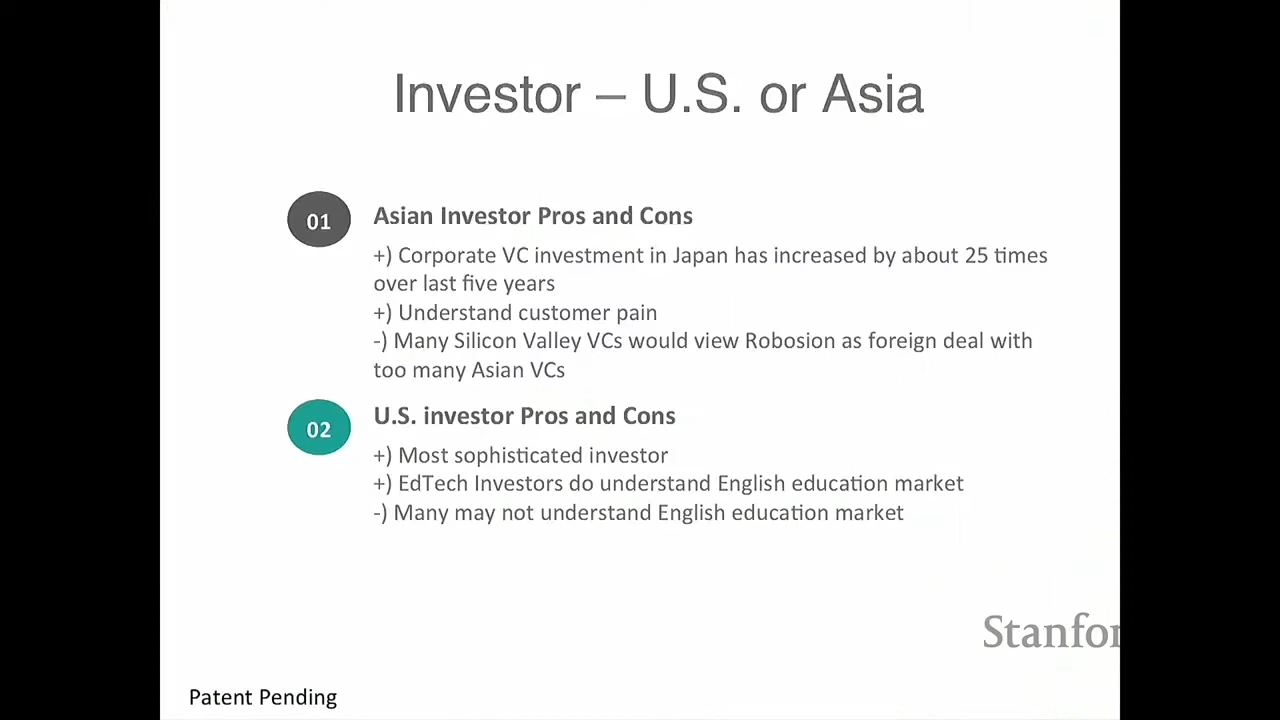 Investor – U.S. or Asia
01
Asian Investor Pros and Cons
+) Corporate VC investment in Japan has increased by about 25 times
over last five years
+) Understand customer pain
-) Many Silicon Valley VCs would view Robosion as foreign deal with
too many Asian VCs
02
U.S. investor Pros and Cons
+) Most sophisticated investor
+) EdTech Investors do understand English education market
-) Many may not understand English education market
Stanfor
Patent Pending